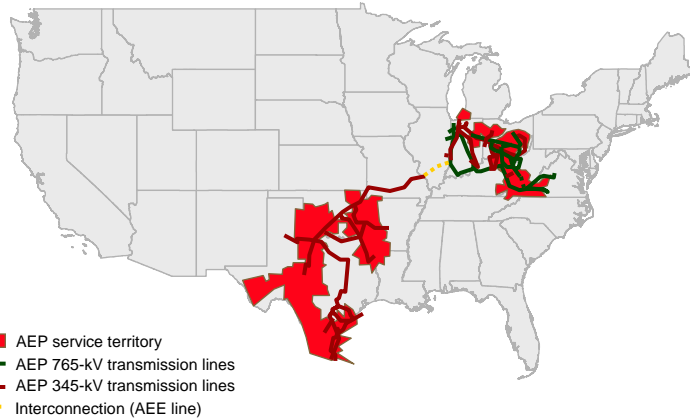 AEP service territory
AEP 765-kV transmission lines
AEP 345-kV transmission lines
Interconnection (AEE line)